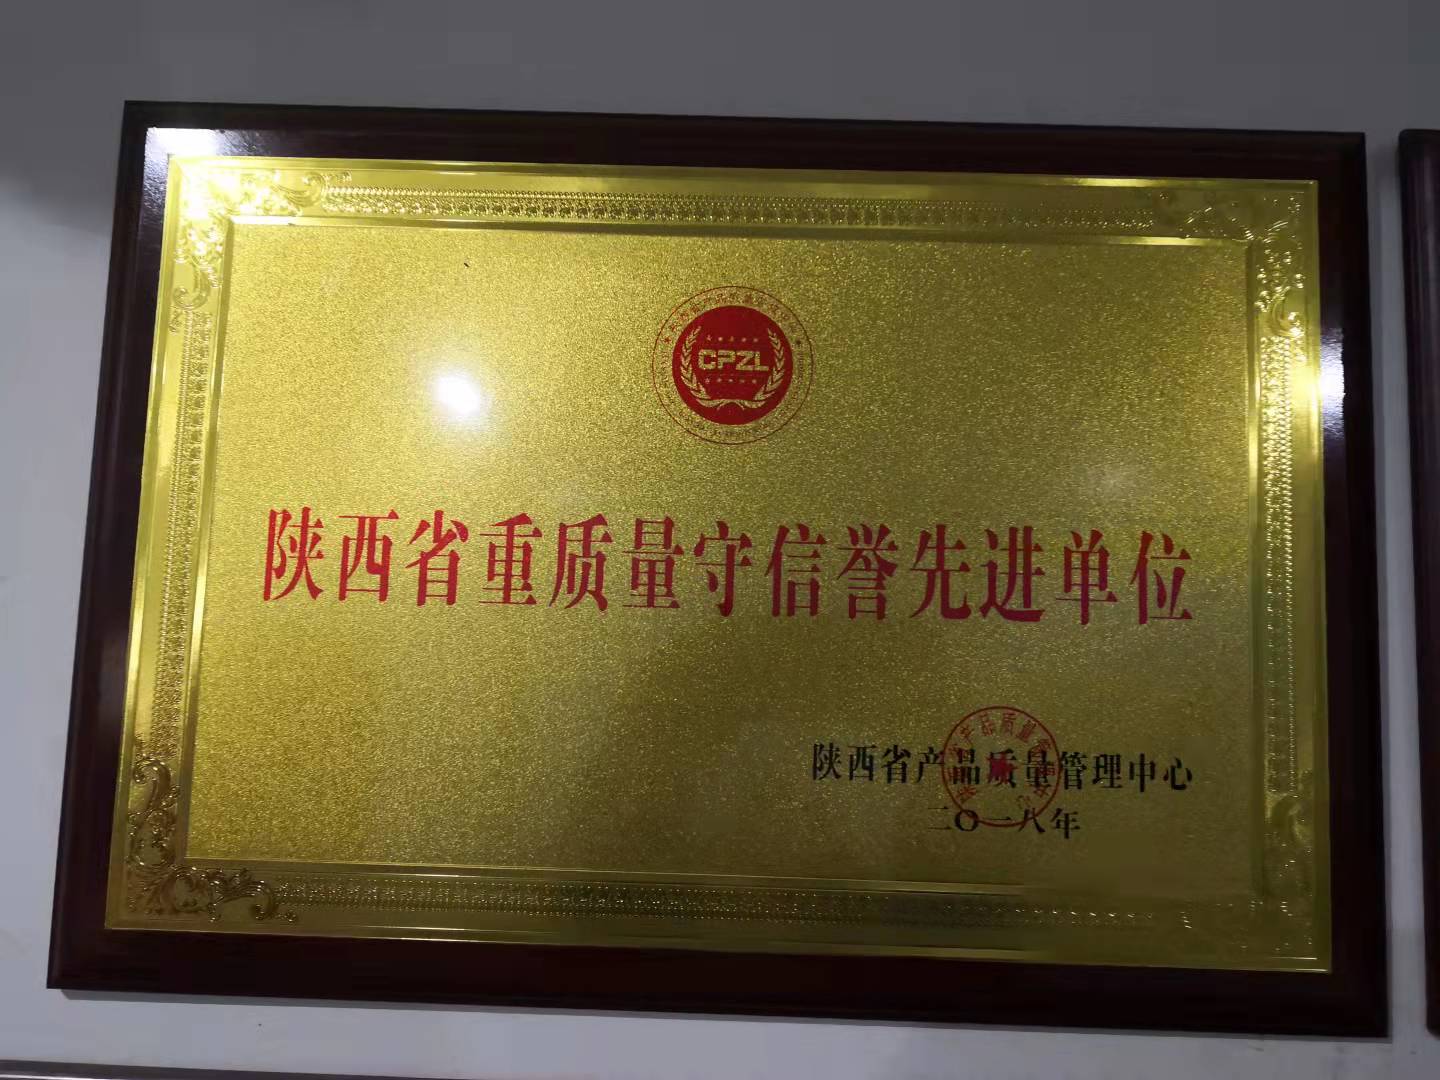 CPZL
陕西省重质量守信誉先进单位
陕西省产品质量管理中心
二〇一八年